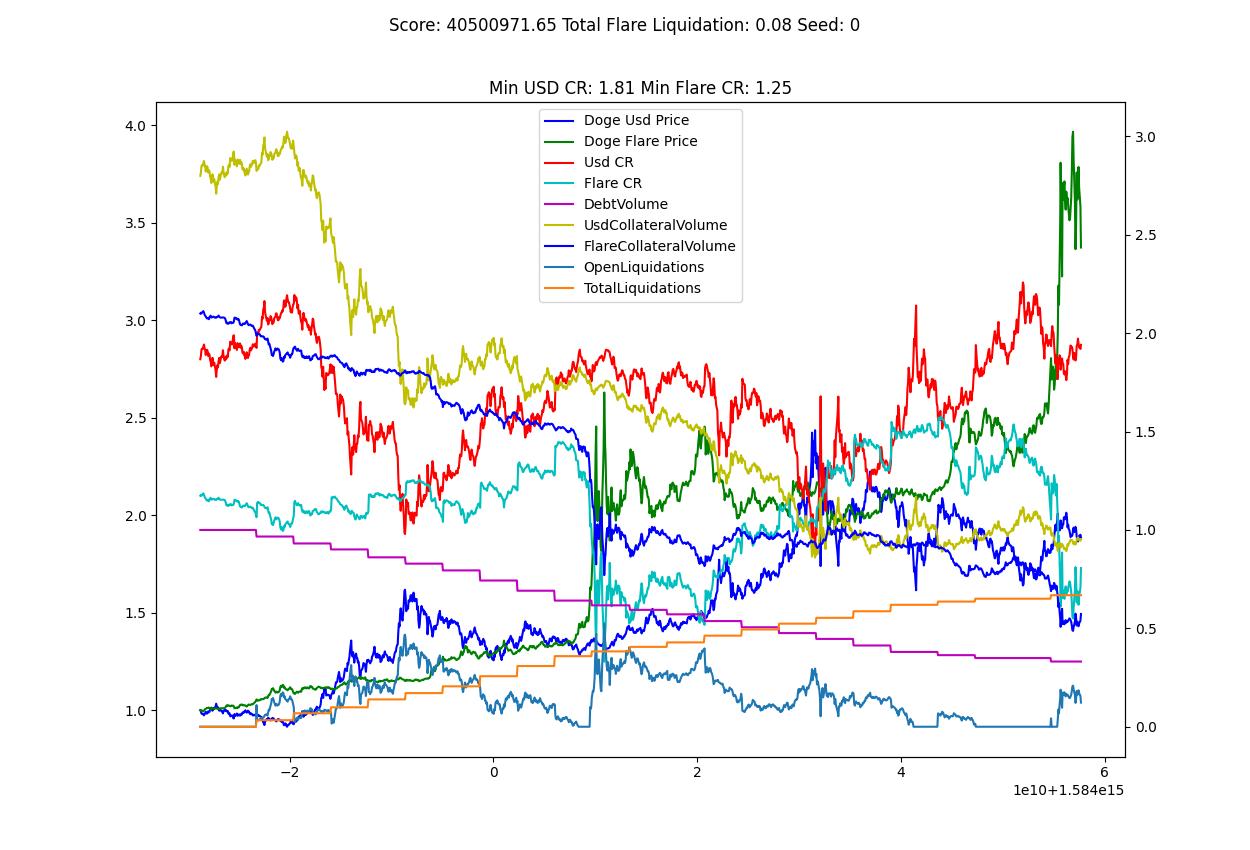 Score: 40500971.65 Total Flare Liquidation: 0.08 Seed: 0
Min USD CR: 1.81 Min Flare CR: 1.25
Doge Usd Price
Doge Flare Price
Usd CR
Flare CR
DebtVolume
UsdCollateralVolume
FlareCollateralVolume
OpenLiquidations
TotalLiquidations
4.0
3.5
3.0
2.5
2.0
1.5
1.0
3.0
2.5
2.0
1.5
1.0
0.5
0.0
−2
0
2
4
6
1e10+1.584e15